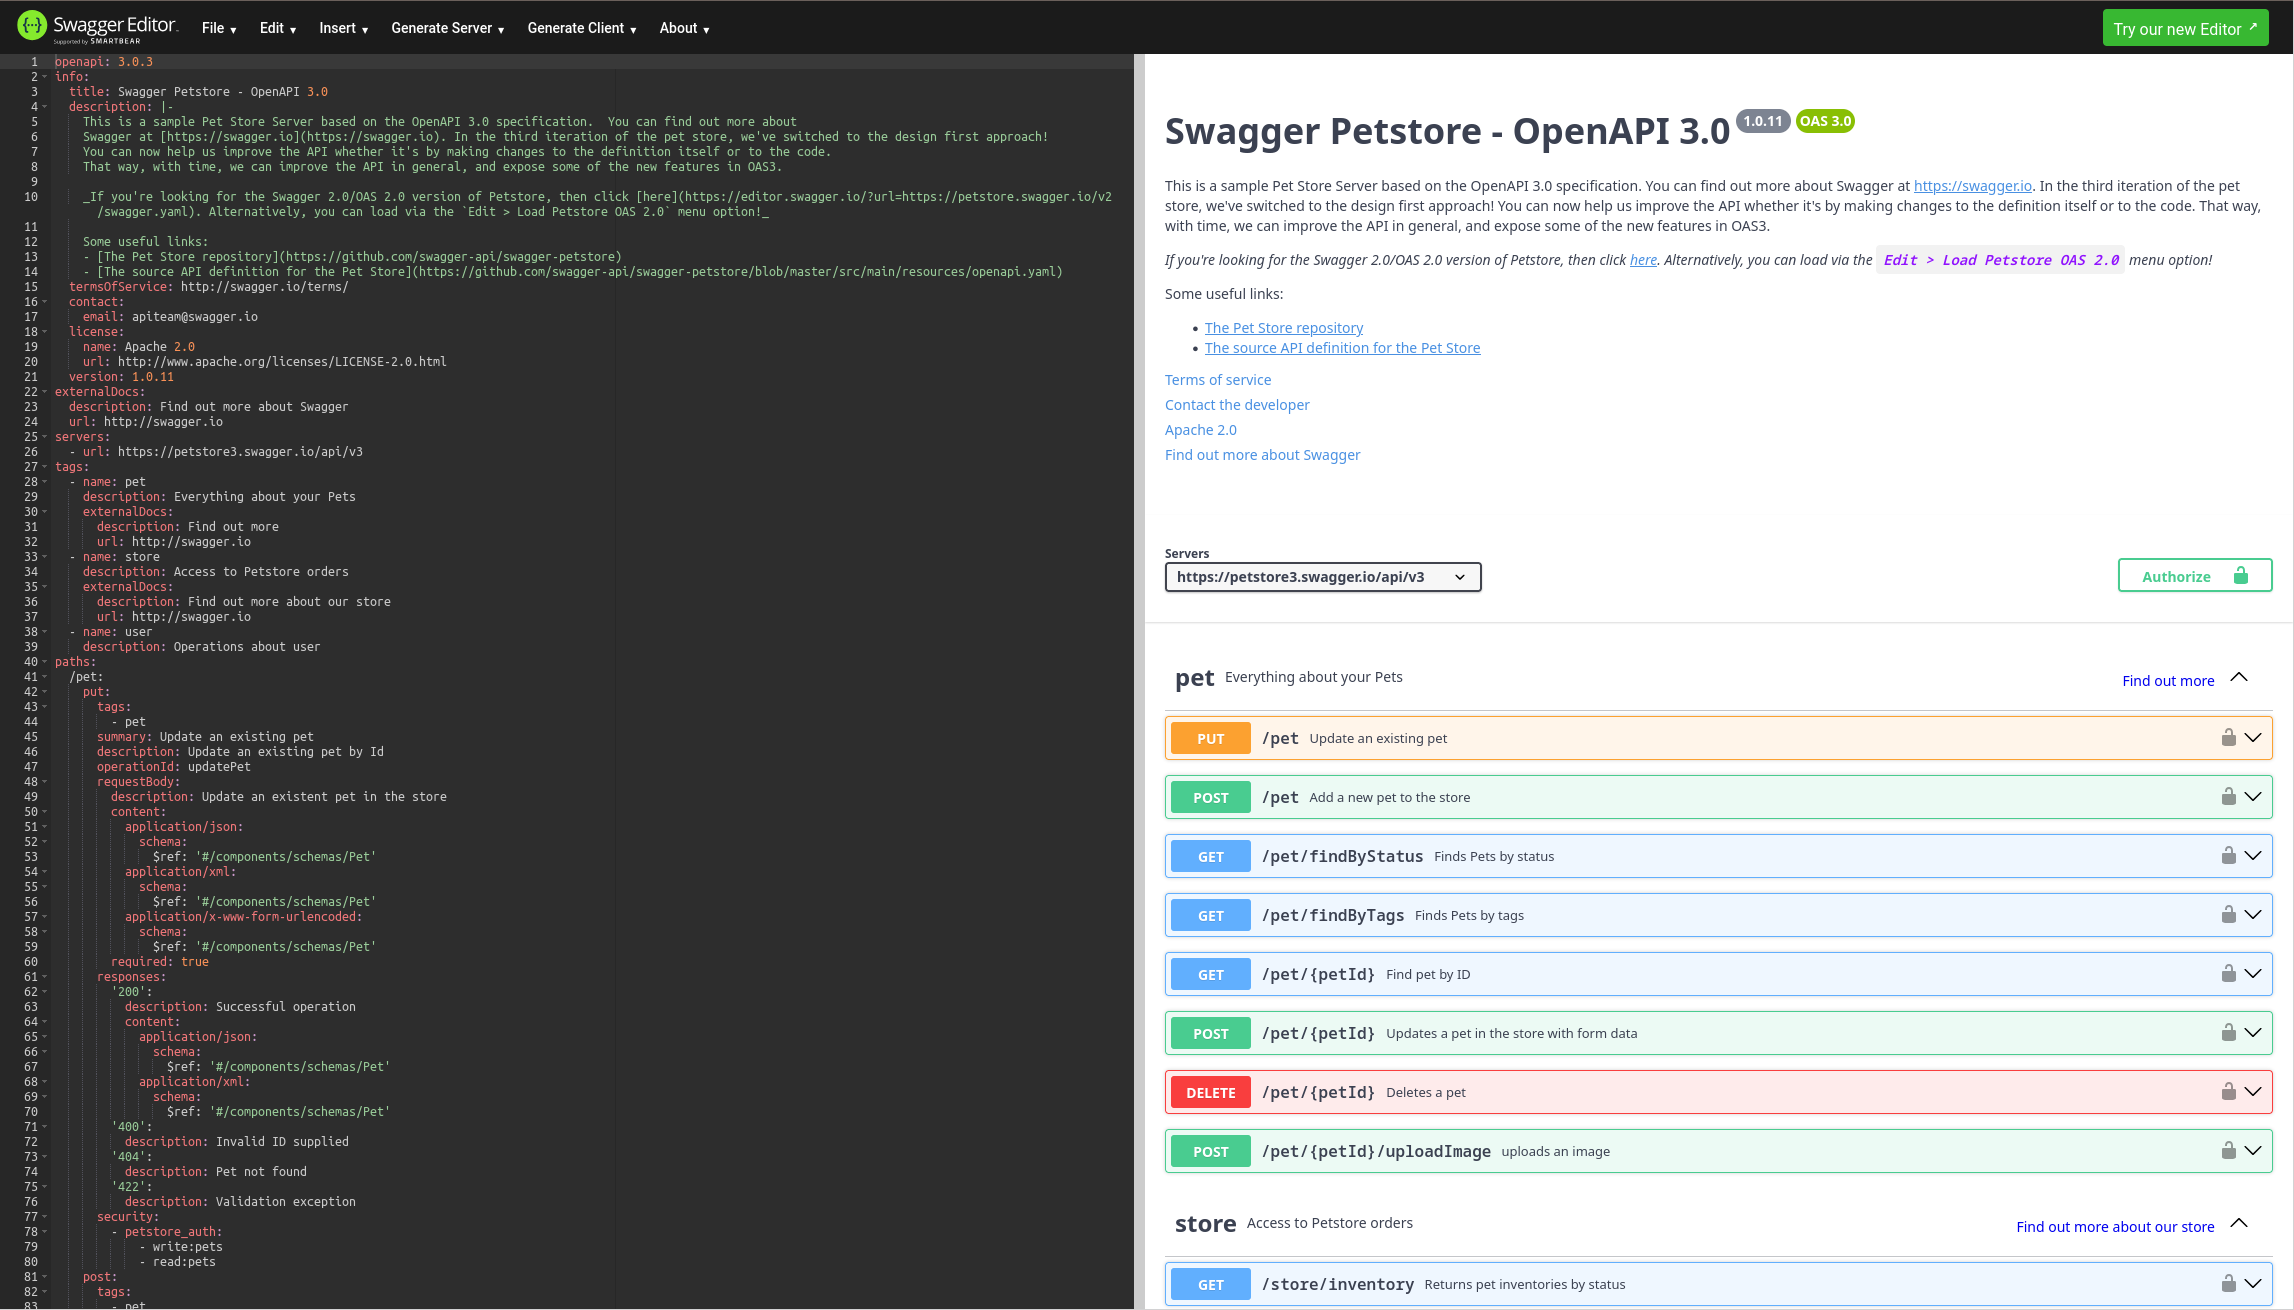 Swagger Editor
Supported by SMARTBEAR
File Edit Insert Generate Server Generate Client About
Try our new Editor ↗
1 openapi: 3.0.3
2 info:
3   title: Swagger Petstore - OpenAPI 3.0
4   description: |-
5     This is a sample Pet Store Server based on the OpenAPI 3.0 specification.  You can find out more about
6     Swagger at [https://swagger.io](https://swagger.io). In the third iteration of the pet store, we've switched to the design first approach!
7     You can now help us improve the API whether it's by making changes to the definition itself or to the code.
8     That way, with time, we can improve the API in general, and expose some of the new features in OAS3.
9
10     _If you're looking for the Swagger 2.0/OAS 2.0 version of Petstore, then click [here](https://editor.swagger.io/?url=https://petstore.swagger.io/v2
/swagger.yaml). Alternatively, you can load via the `Edit > Load Petstore OAS 2.0` menu option!_
11
12     Some useful links:
13     - [The Pet Store repository](https://github.com/swagger-api/swagger-petstore)
14     - [The source API definition for the Pet Store](https://github.com/swagger-api/swagger-petstore/blob/master/src/main/resources/openapi.yaml)
15   termsOfService: http://swagger.io/terms/
16   contact:
17     email: apiteam@swagger.io
18   license:
19     name: Apache 2.0
20     url: http://www.apache.org/licenses/LICENSE-2.0.html
21   version: 1.0.11
22 externalDocs:
23   description: Find out more about Swagger
24   url: http://swagger.io
25 servers:
26   - url: https://petstore3.swagger.io/api/v3
27 tags:
28   - name: pet
29     description: Everything about your Pets
30     externalDocs:
31       description: Find out more
32       url: http://swagger.io
33   - name: store
34     description: Access to Petstore orders
35     externalDocs:
36       description: Find out more about our store
37       url: http://swagger.io
38   - name: user
39     description: Operations about user
40 paths:
41   /pet:
42     put:
43       tags:
44         - pet
45       summary: Update an existing pet
46       description: Update an existing pet by Id
47       operationId: updatePet
48       requestBody:
49         description: Update an existent pet in the store
50         content:
51           application/json:
52             schema:
53               $ref: '#/components/schemas/Pet'
54           application/xml:
55             schema:
56               $ref: '#/components/schemas/Pet'
57           application/x-www-form-urlencoded:
58             schema:
59               $ref: '#/components/schemas/Pet'
60         required: true
61       responses:
62         '200':
63           description: Successful operation
64           content:
65             application/json:
66               schema:
67                 $ref: '#/components/schemas/Pet'
68             application/xml:
69               schema:
70                 $ref: '#/components/schemas/Pet'
71         '400':
72           description: Invalid ID supplied
73         '404':
74           description: Pet not found
75         '422':
76           description: Validation exception
77       security:
78         - petstore_auth:
79             - write:pets
80             - read:pets
81     post:
82       tags:
83         - pet
Swagger Petstore - OpenAPI 3.0 1.0.11 OAS 3.0
This is a sample Pet Store Server based on the OpenAPI 3.0 specification. You can find out more about Swagger at https://swagger.io. In the third iteration of the pet
store, we've switched to the design first approach! You can now help us improve the API whether it's by making changes to the definition itself or to the code. That way,
with time, we can improve the API in general, and expose some of the new features in OAS3.
If you're looking for the Swagger 2.0/OAS 2.0 version of Petstore, then click here. Alternatively, you can load via the Edit > Load Petstore OAS 2.0 menu option!
Some useful links:
• The Pet Store repository
• The source API definition for the Pet Store
Terms of service
Contact the developer
Apache 2.0
Find out more about Swagger
Servers
https://petstore3.swagger.io/api/v3
Authorize
pet Everything about your Pets Find out more
PUT /pet Update an existing pet
POST /pet Add a new pet to the store
GET /pet/findByStatus Finds Pets by status
GET /pet/findByTags Finds Pets by tags
GET /pet/{petId} Find pet by ID
POST /pet/{petId} Updates a pet in the store with form data
DELETE /pet/{petId} Deletes a pet
POST /pet/{petId}/uploadImage uploads an image
store Access to Petstore orders Find out more about our store
GET /store/inventory Returns pet inventories by status